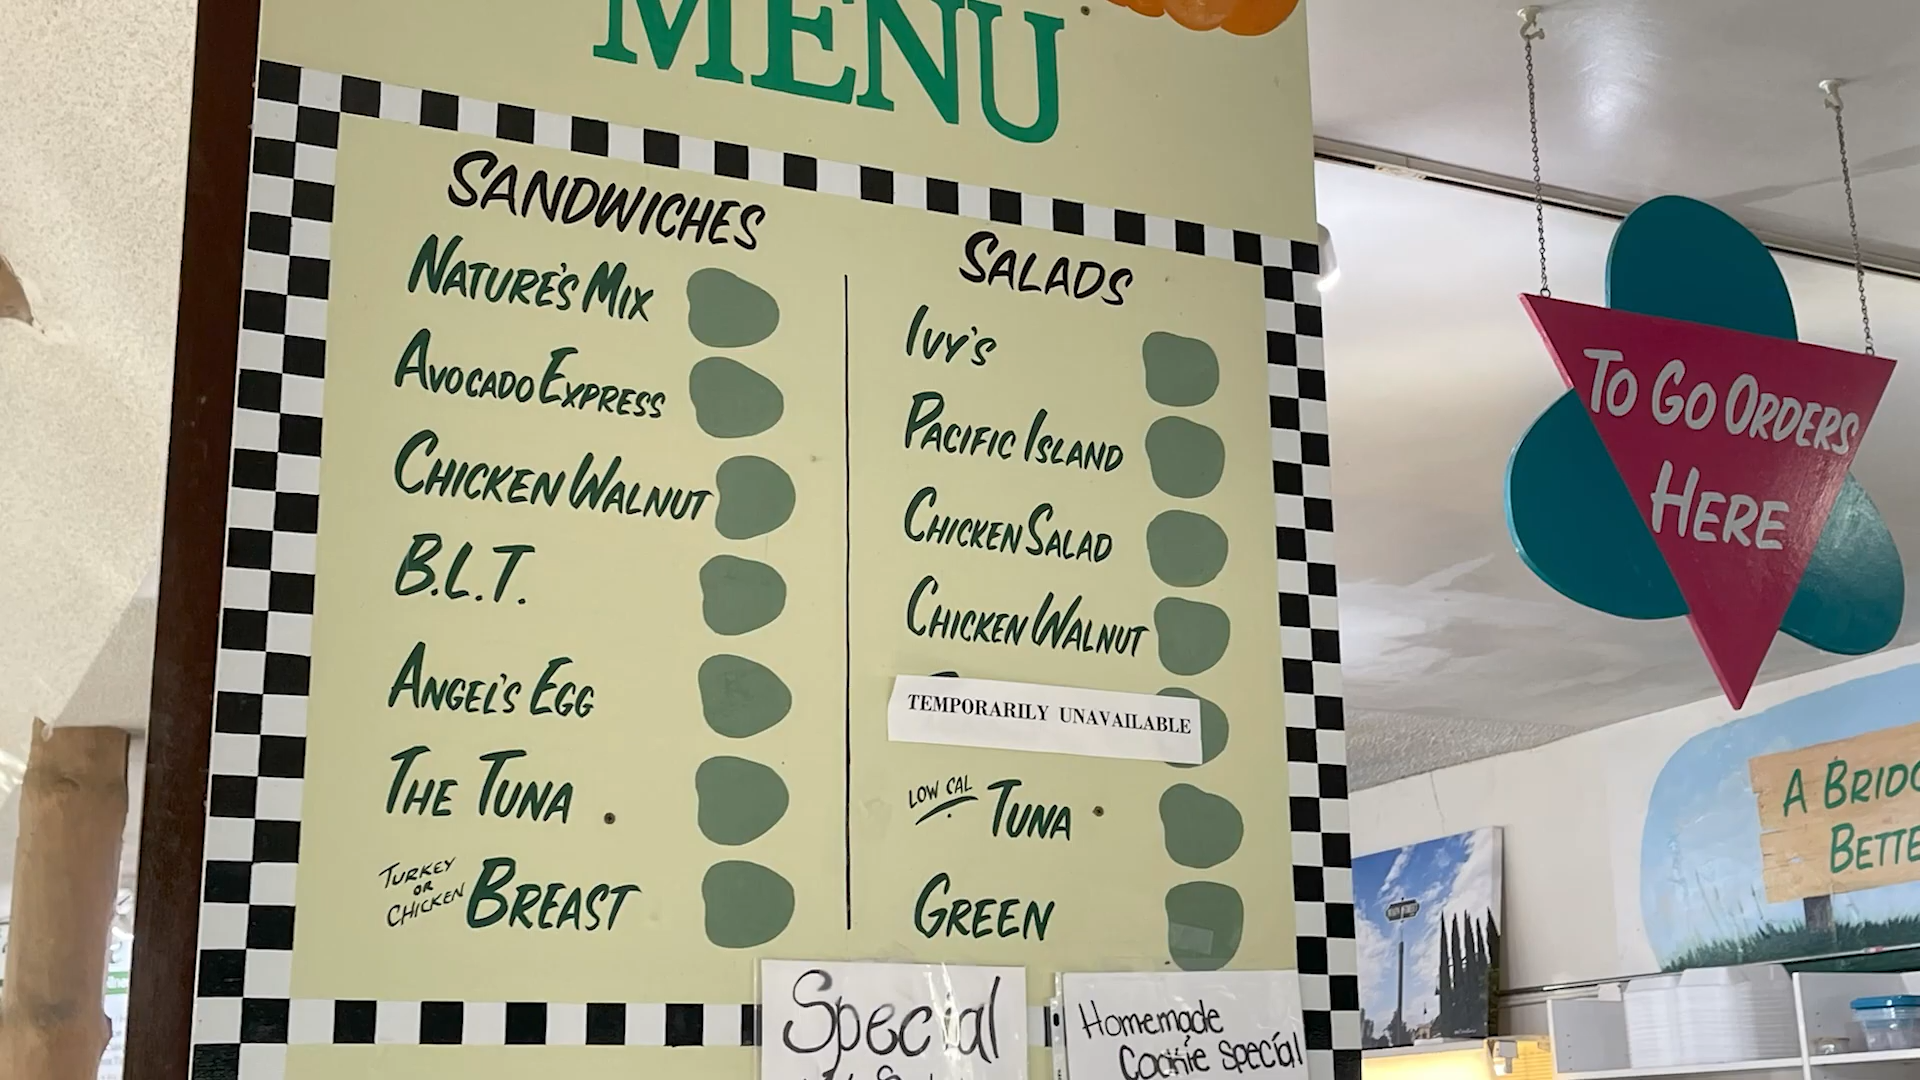 MENU
SANDWICHES
NATURE'S MIX
AVOCADO EXPRESS
CHICKEN WALNUT
B.L.T.
ANGEL'S EGG
THE TUNA
TURKEY
OR
CHICKEN
BREAST
SALADS
IVY'S
PACIFIC ISLAND
CHICKEN SALAD
CHICKEN WALNUT
TEMPORARILY UNAVAILABLE
LOW CAL
TUNA
GREEN
Special
Homemade
Cookie special
TO GO ORDERS
HERE
A
BETTE